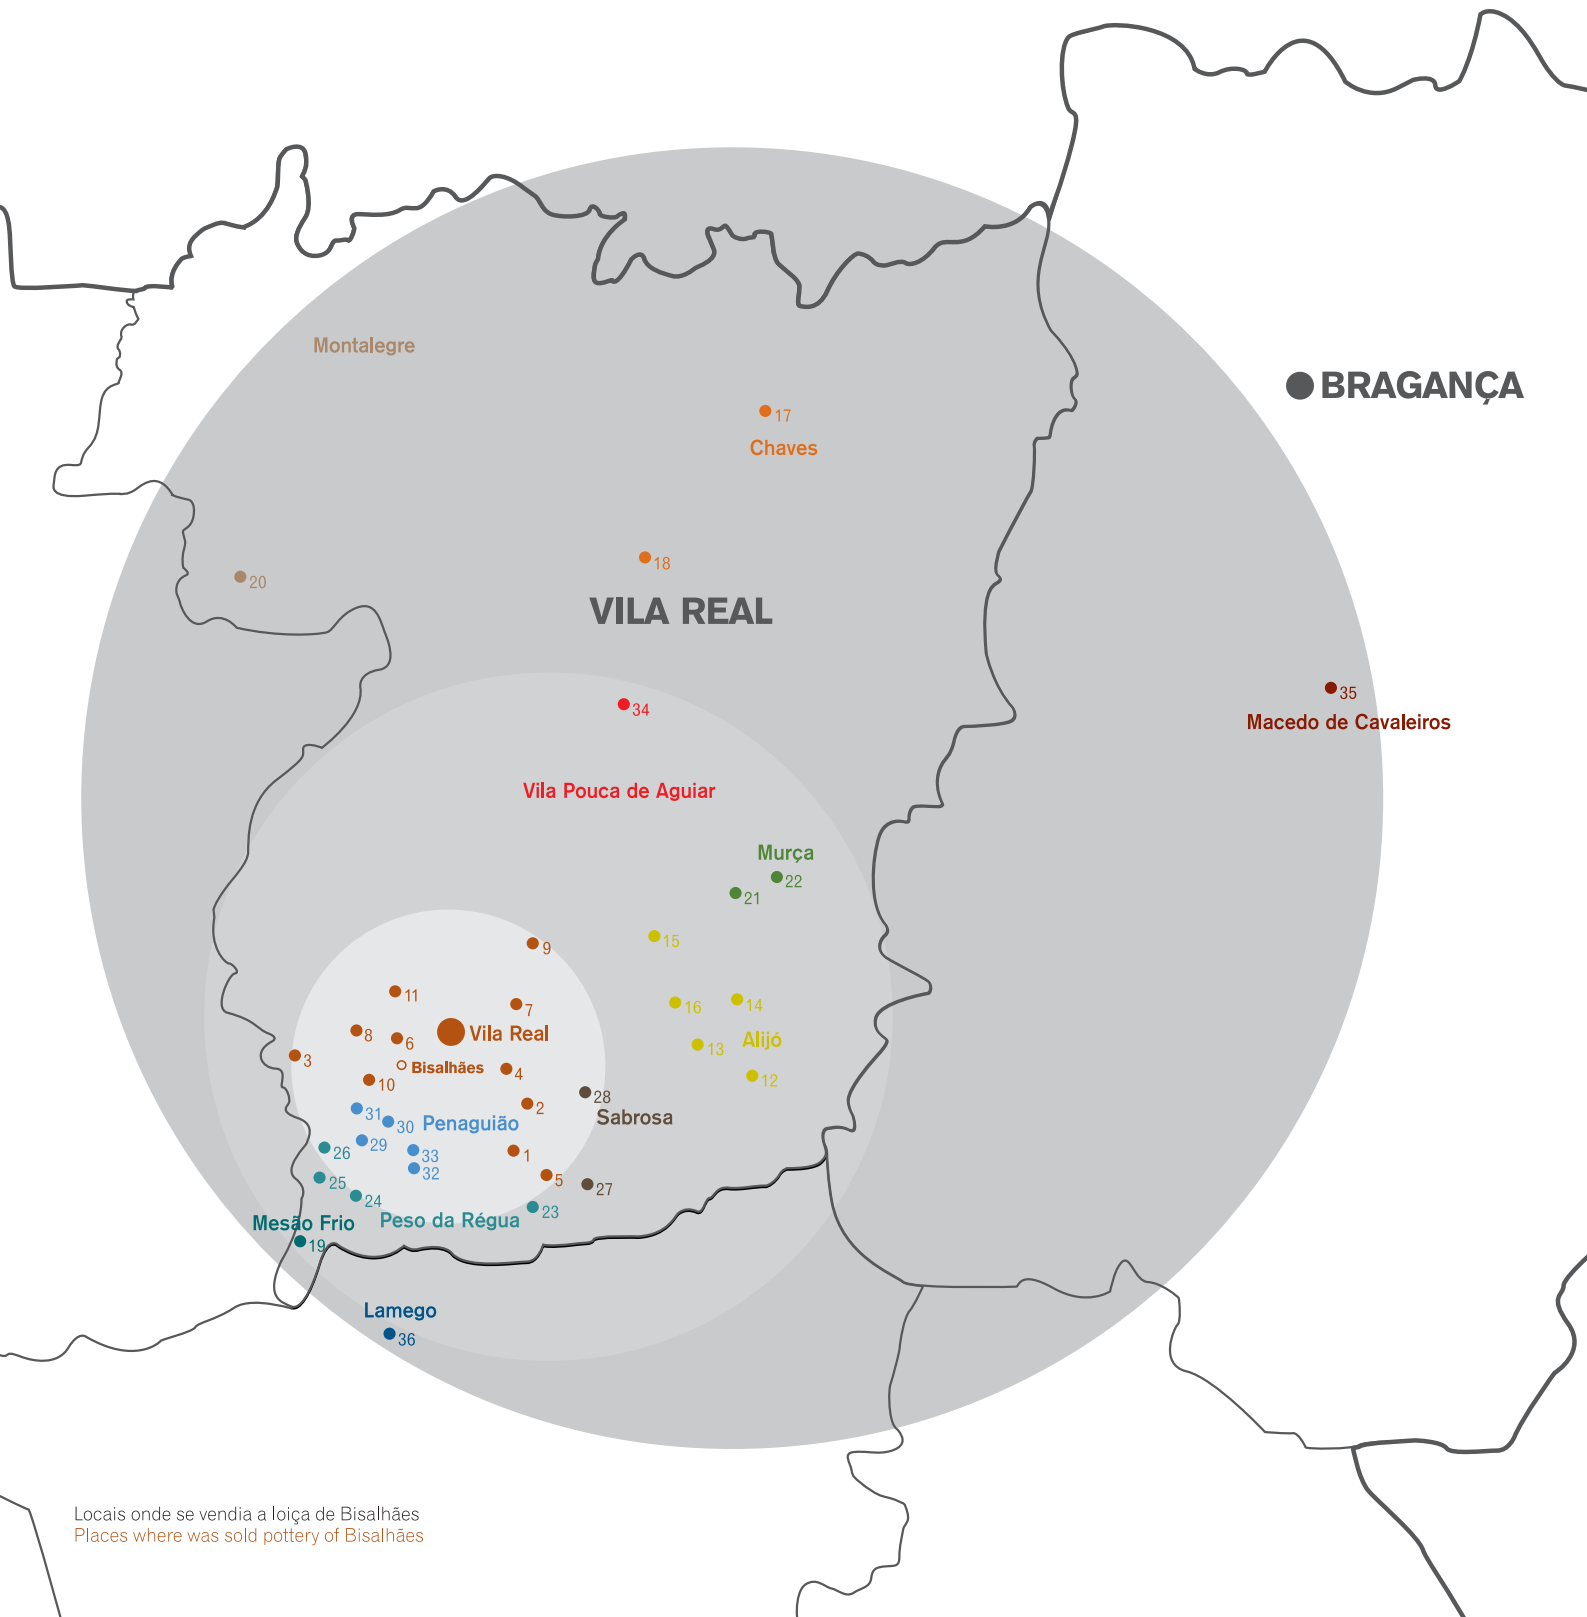 Montalegre
BRAGANÇA
17
Chaves
18
20
VILA REAL
35
34
Macedo de Cavaleiros
Vila Pouca de Aguiar
Murça
22
21
15
9
11
7
16
14
8
Vila Real
6
Alijó
13
3
Bisalhães
4
10
12
28
2
31
Sabrosa
30
Penaguião
29
26
33
1
32
25
5
27
24
23
Mesão Frio
Peso da Régua
19
Lamego
36
Locais onde se vendia a loiça de Bisalhães
Places where was sold pottery of Bisalhães